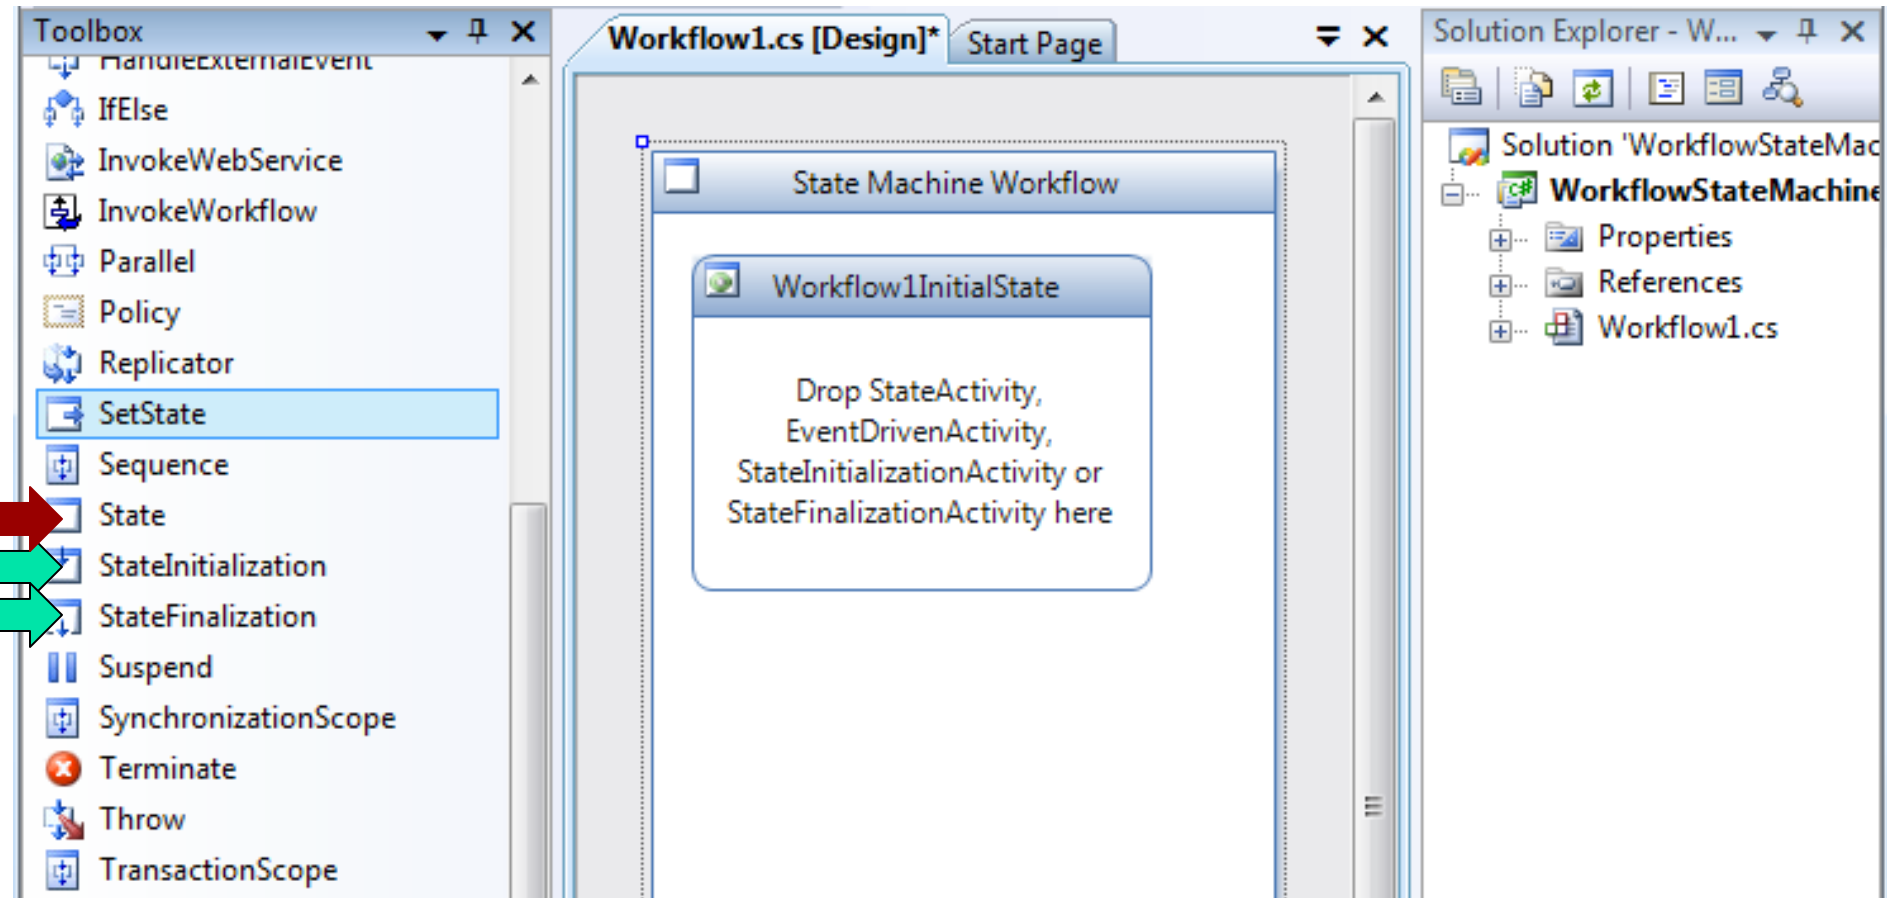 Toolbox
HandleExternalEvent
IfElse
InvokeWebService
InvokeWorkflow
Parallel
Policy
Replicator
SetState
Sequence
State
StateInitialization
StateFinalization
Suspend
SynchronizationScope
Terminate
Throw
TransactionScope
Workflow1.cs [Design]* Start Page
State Machine Workflow
Workflow1InitialState
Drop StateActivity,
EventDrivenActivity,
StateInitializationActivity or
StateFinalizationActivity here
Solution Explorer - W...
Solution 'WorkflowStateMac
WorkflowStateMachine
Properties
References
Workflow1.cs